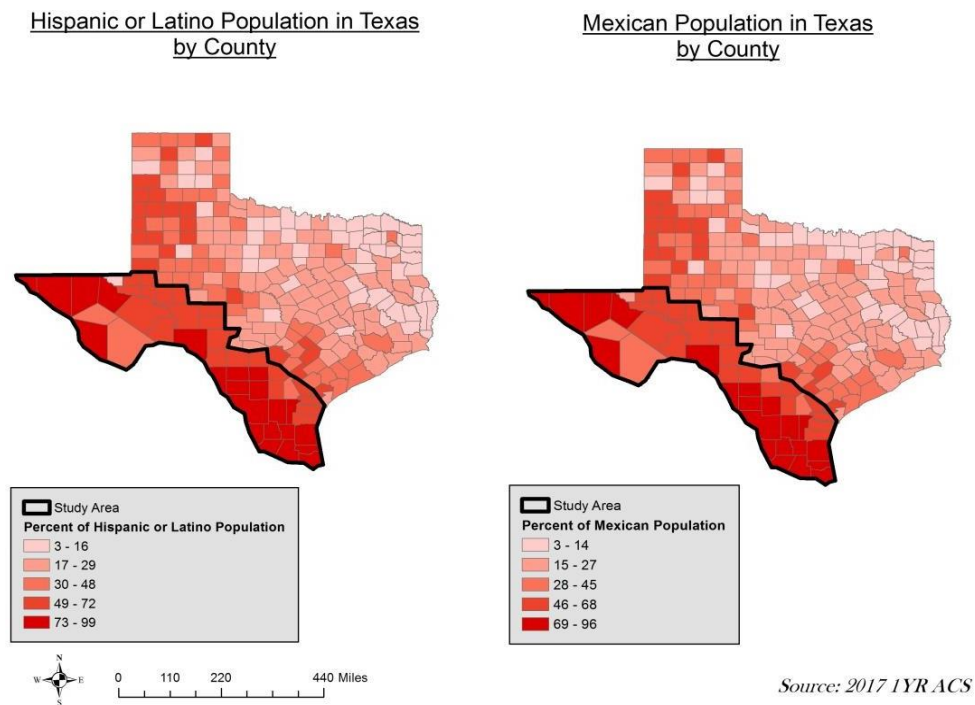 Hispanic or Latino Population in Texas
by County
Mexican Population in Texas
by County
Study Area
Percent of Hispanic or Latino Population
3 - 16
17 - 29
30 - 48
49 - 72
73 - 99
Study Area
Percent of Mexican Population
3 - 14
15 - 27
28 - 45
46 - 68
69 - 96
N
W E
S
0 110 220 440 Miles
Source: 2017 1YR ACS